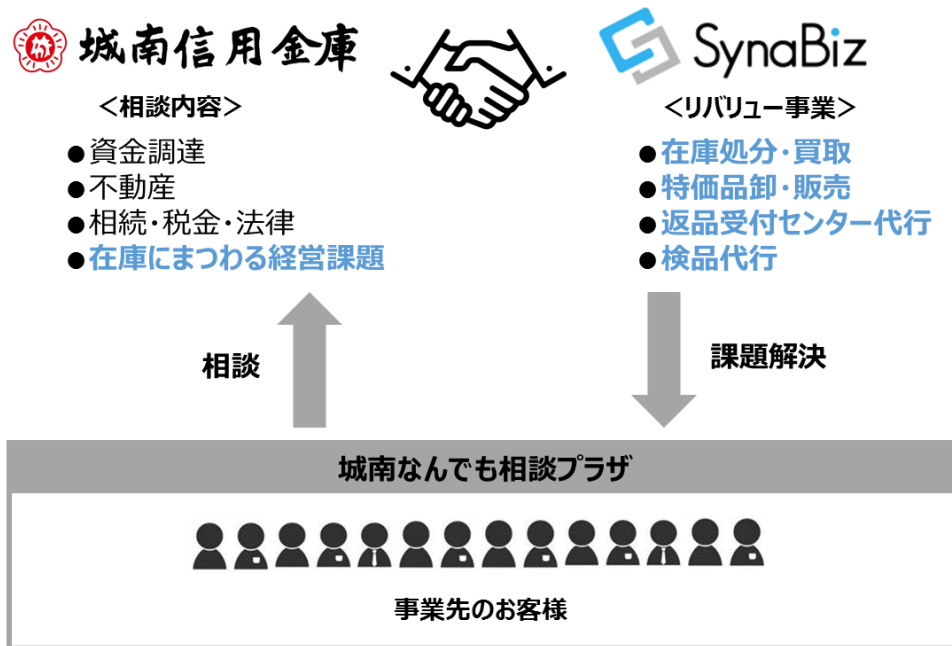 城南信用金庫
SynaBiz
＜相談内容＞
●資金調達
●不動産
●相続・税金・法律
●在庫にまつわる経営課題
＜リバリュー事業＞
●在庫処分・買取
●特価品卸・販売
●返品受付センター代行
●検品代行
相談
課題解決
城南なんでも相談プラザ
事業先のお客様